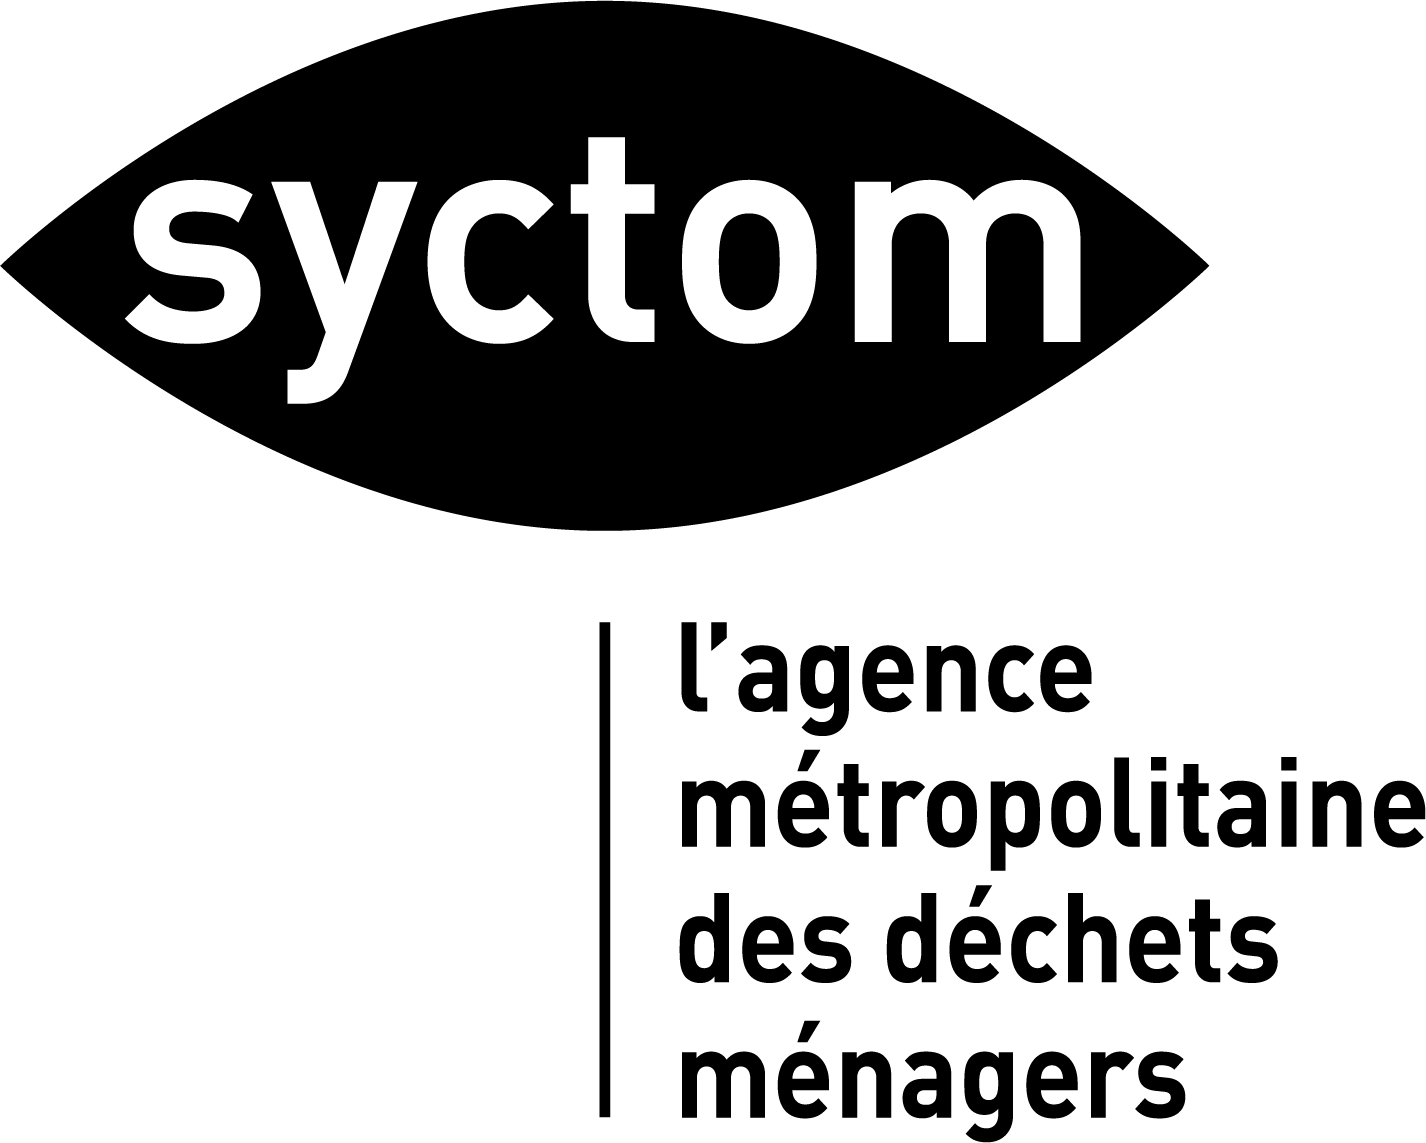 syctom
l’agence
métropolitaine
des déchets
ménagers